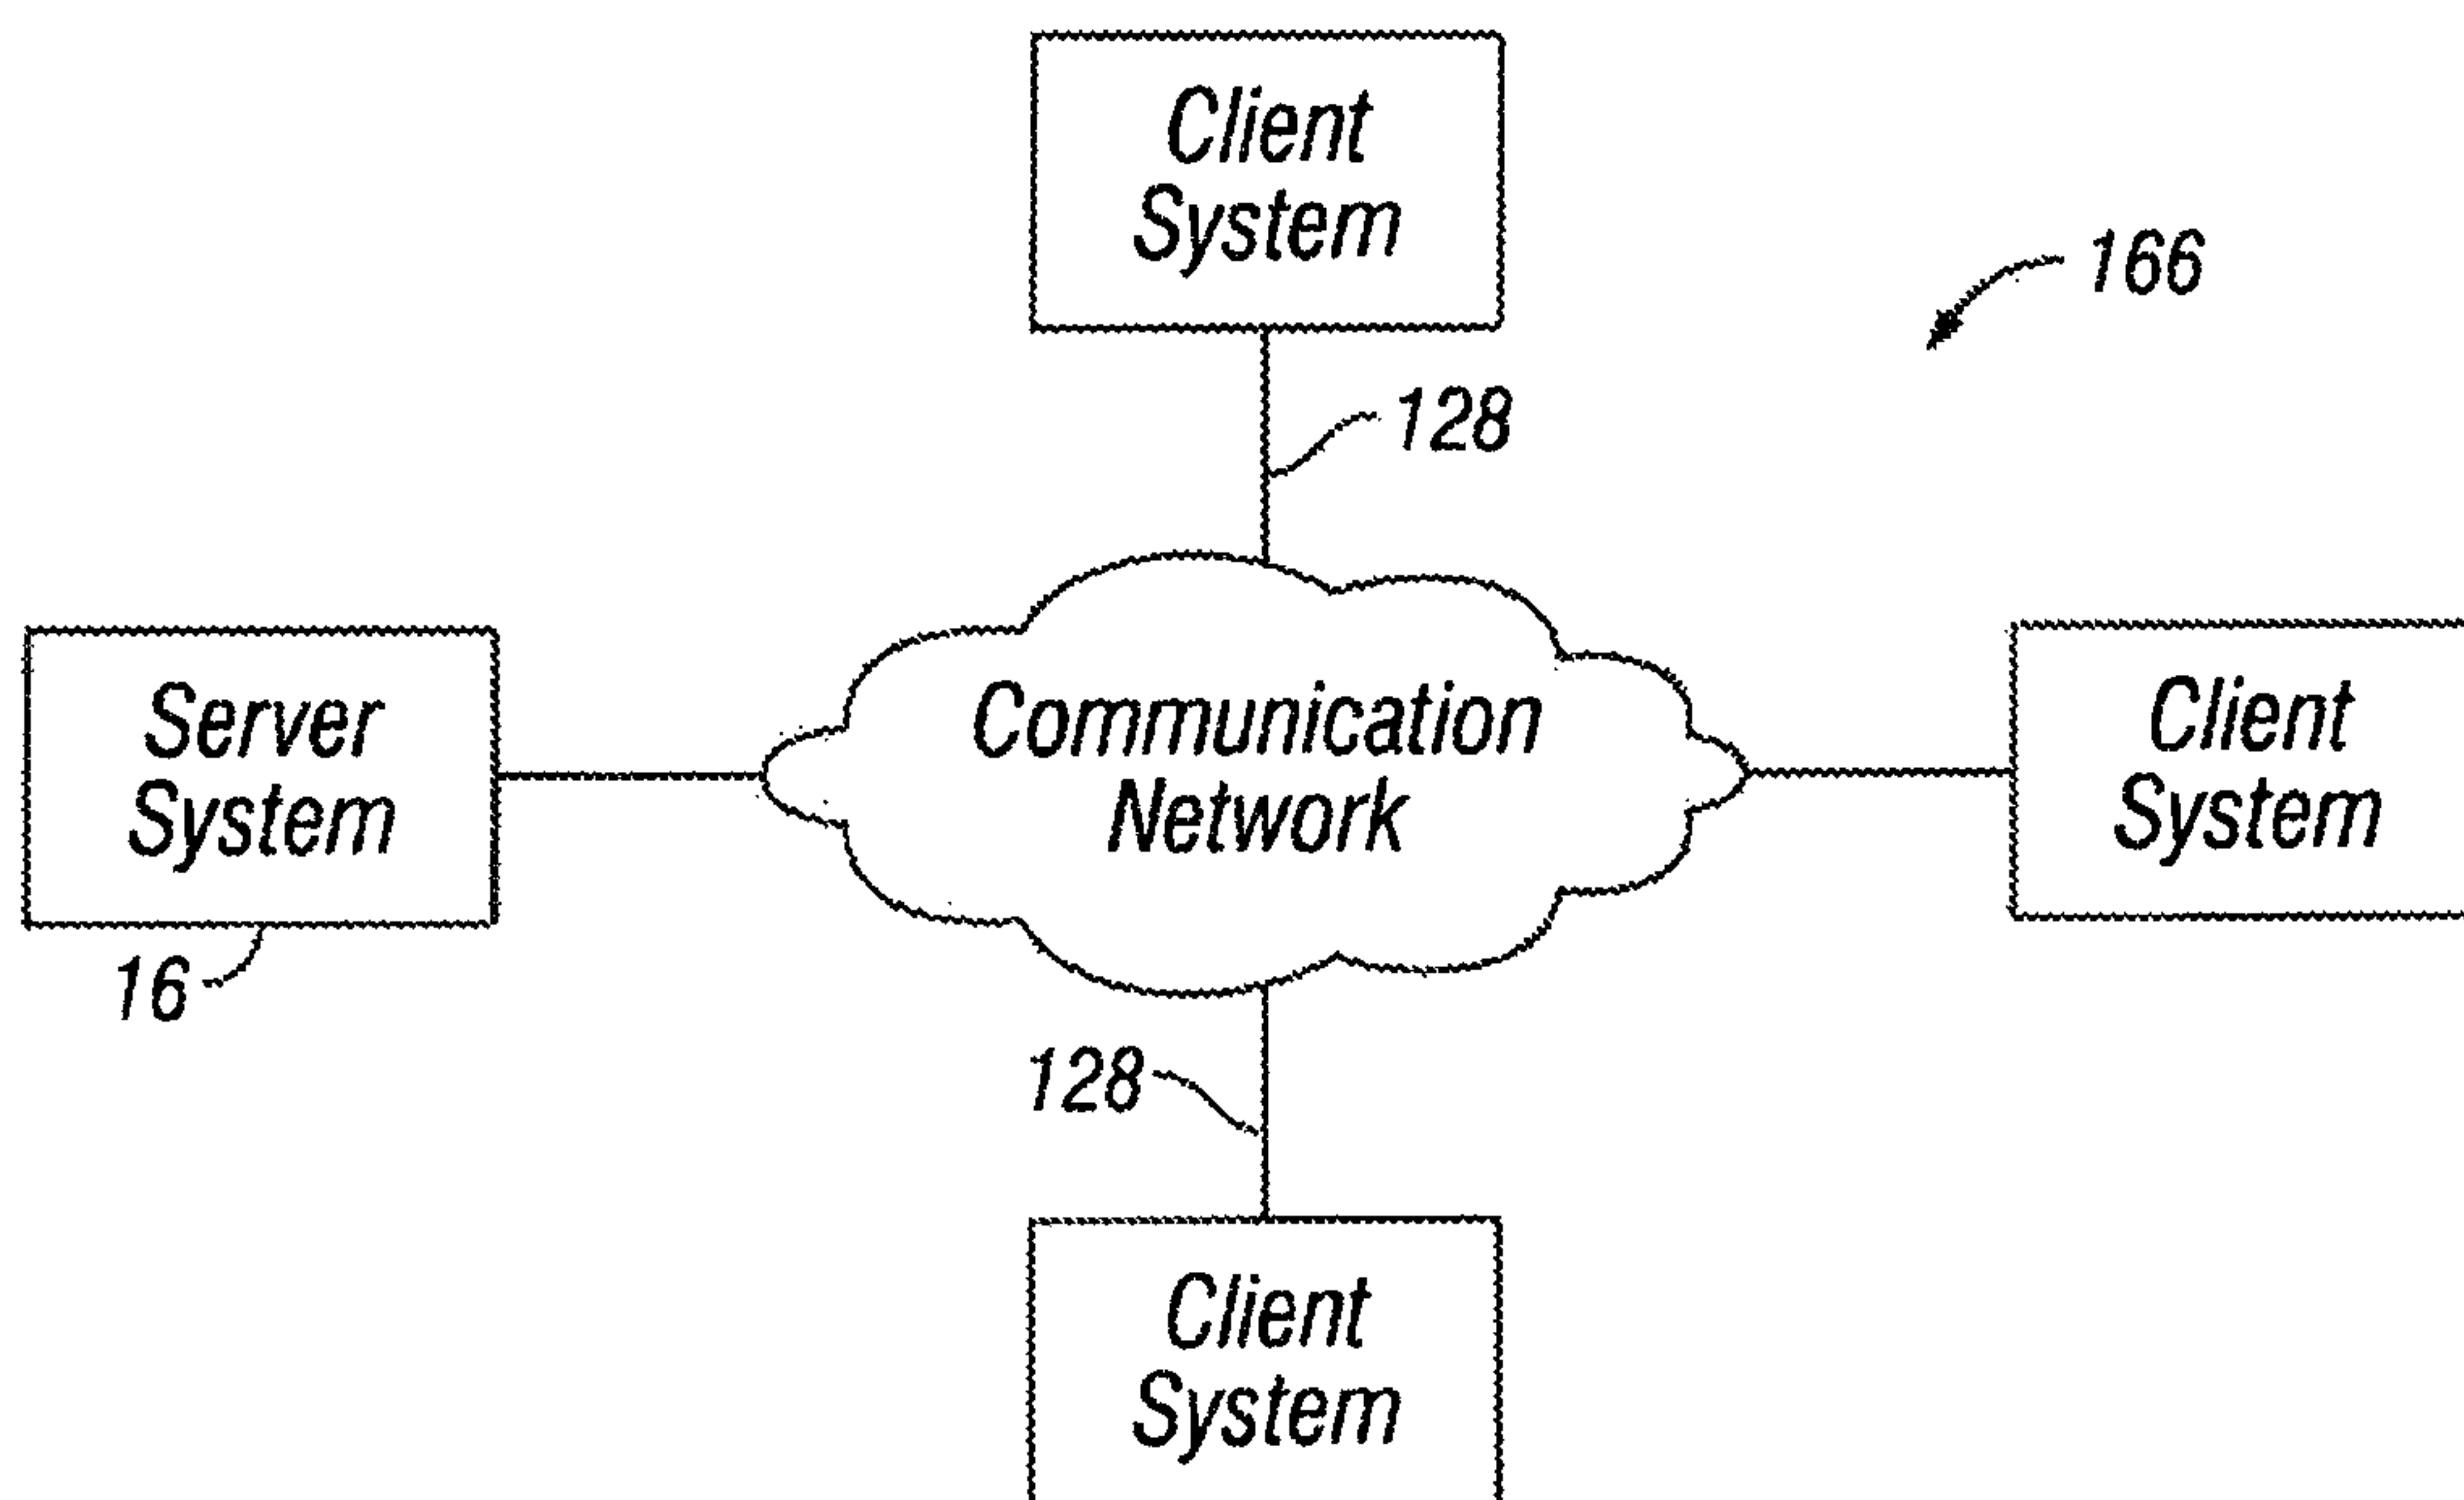 Client
System
166
128
Server
System
16
Communication
Network
Client
System
128
Client
System